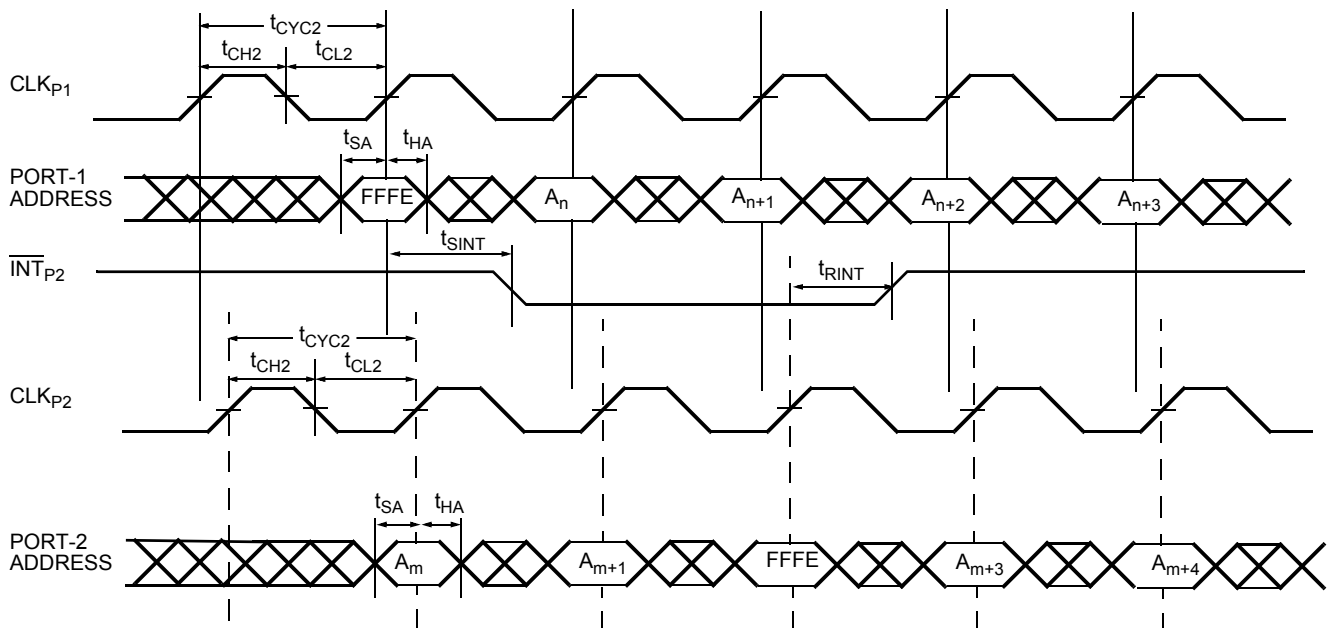 tCYC2
tCH2 tCL2
CLKP1
tSA tHA
PORT-1
ADDRESS
FFFE An An+1 An+2 An+3
tSINT
INTP2
tRINT
tCYC2
tCH2 tCL2
CLKP2
tSA tHA
PORT-2
ADDRESS
Am Am+1 FFFE Am+3 Am+4